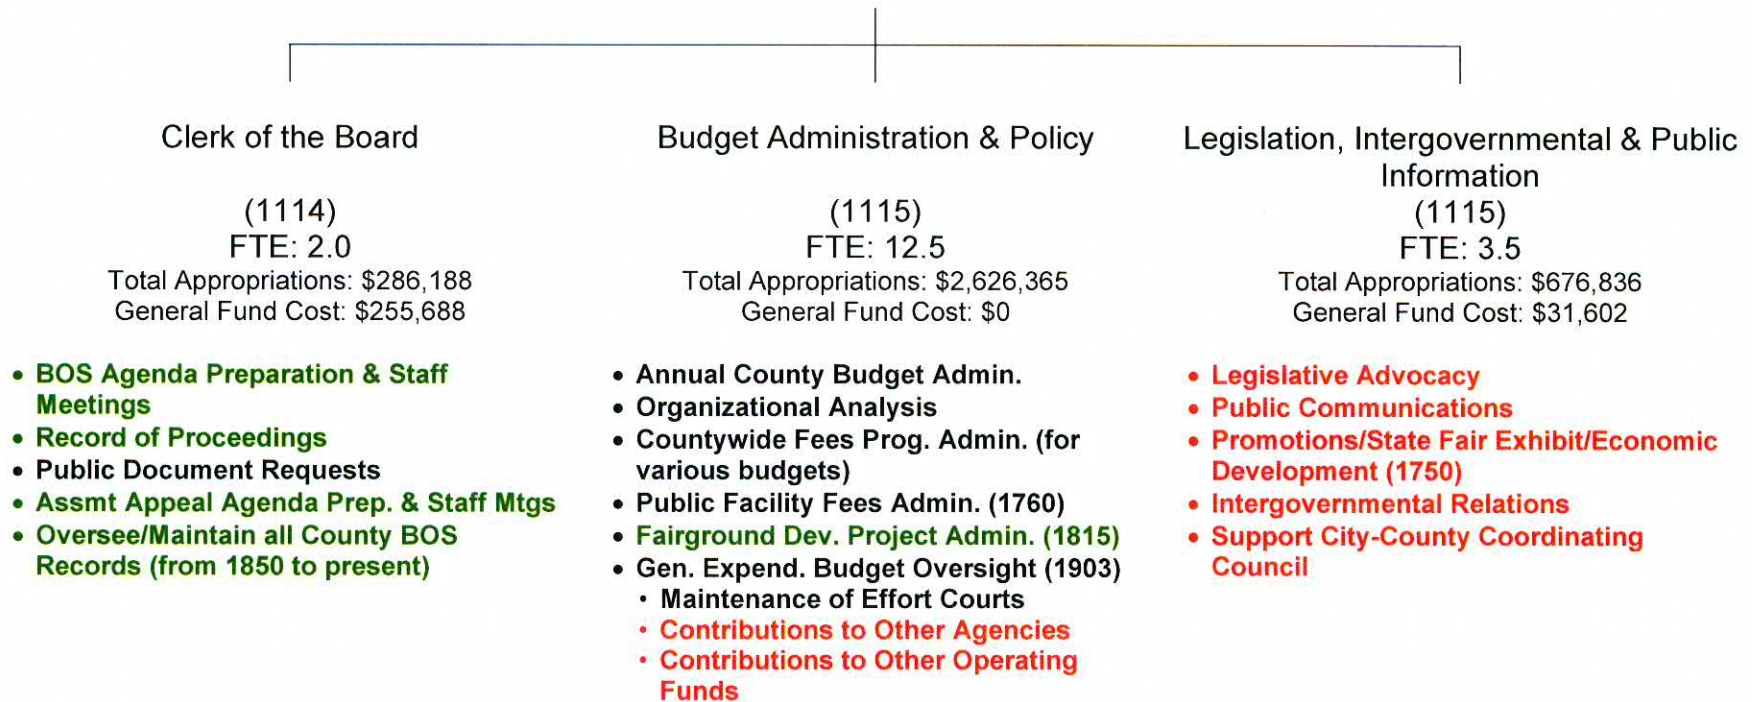 Clerk of the Board
(1114)
FTE: 2.0
Total Appropriations: $286,188
General Fund Cost: $255,688
• BOS Agenda Preparation & Staff
Meetings
• Record of Proceedings
• Public Document Requests
• Assmt Appeal Agenda Prep. & Staff Mtgs
• Oversee/Maintain all County BOS
Records (from 1850 to present)
Budget Administration & Policy
(1115)
FTE: 12.5
Total Appropriations: $2,626,365
General Fund Cost: $0
• Annual County Budget Admin.
• Organizational Analysis
• Countywide Fees Prog. Admin. (for
various budgets)
• Public Facility Fees Admin. (1760)
• Fairground Dev. Project Admin. (1815)
• Gen. Expend. Budget Oversight (1903)
• Maintenance of Effort Courts
• Contributions to Other Agencies
• Contributions to Other Operating
Funds
Legislation, Intergovernmental & Public
Information
(1115)
FTE: 3.5
Total Appropriations: $676,836
General Fund Cost: $31,602
• Legislative Advocacy
• Public Communications
• Promotions/State Fair Exhibit/Economic
Development (1750)
• Intergovernmental Relations
• Support City-County Coordinating
Council